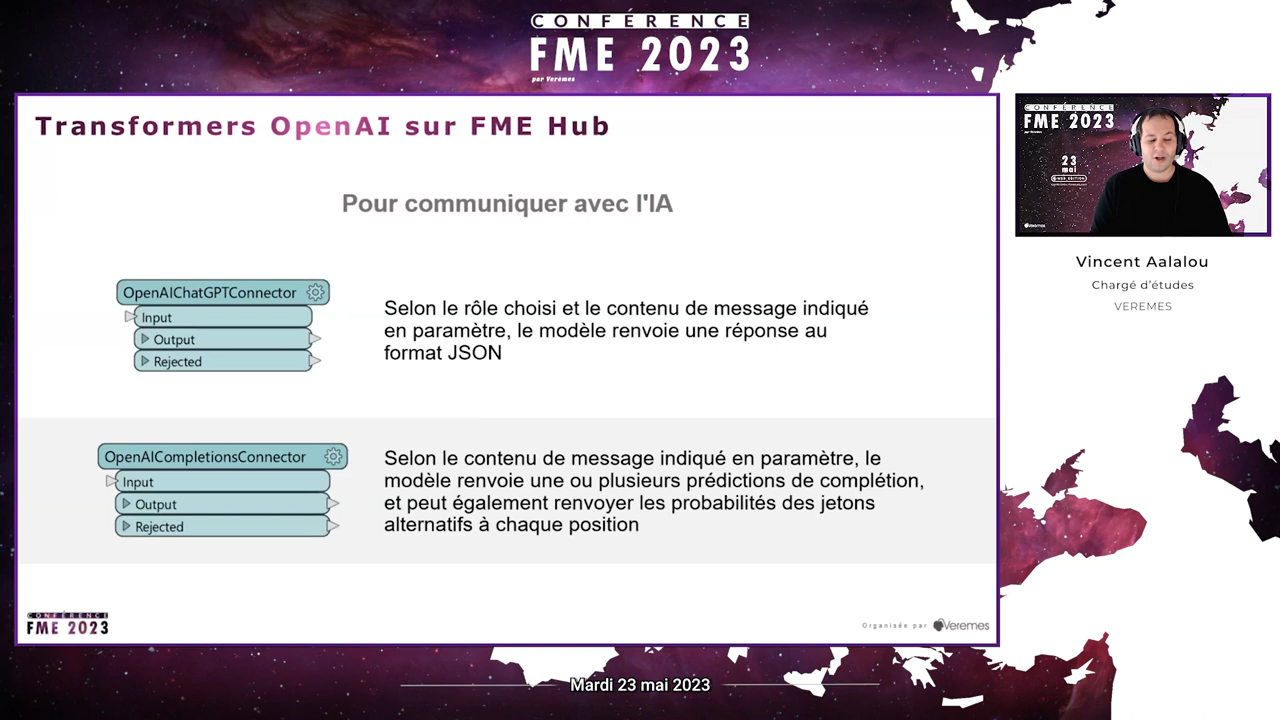 CONFÉRENCE
FME 2023
par Veremes
Transformers OpenAI sur FME Hub
Pour communiquer avec l'IA
OpenAIChatGPTConnector
Input
Output
Rejected
Selon le rôle choisi et le contenu de message indiqué
en paramètre, le modèle renvoie une réponse au
format JSON
OpenAICompletionsConnector
Input
Output
Rejected
Selon le contenu de message indiqué en paramètre, le
modèle renvoie une ou plusieurs prédictions de complétion,
et peut également renvoyer les probabilités des jetons
alternatifs à chaque position
CONFÉRENCE
FME 2023
Organisée par Veremes
CONFÉRENCE
FME 2023
23
mai
Veremes
Vincent Aalalou
Chargé d'études
VEREMES
Mardi 23 mai 2023